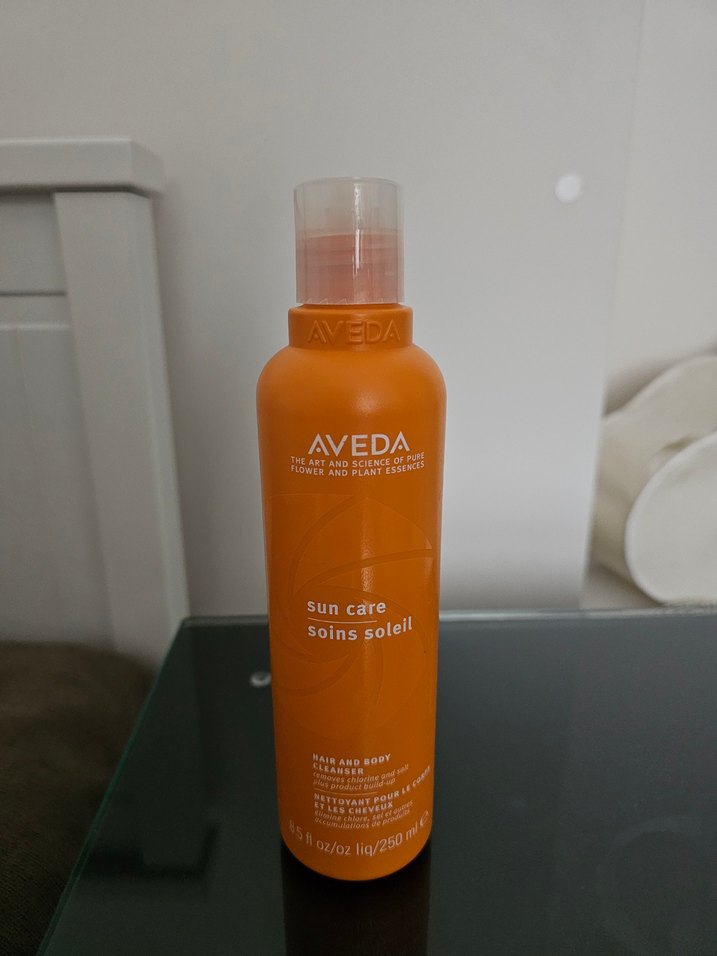 AVEDA
AVEDA
THE ART AND SCIENCE OF PURE
FLOWER AND PLANT ESSENCES
sun care
soins soleil
HAIR AND BODY
CLEANSER
removes chlorine and salt
plus product build-up
NETTOYANT POUR LE CORPS
ET LES CHEVEUX
élimine chlore, sel et autres
accumulations de produits
8.5 fl oz/oz liq/250 ml ℮